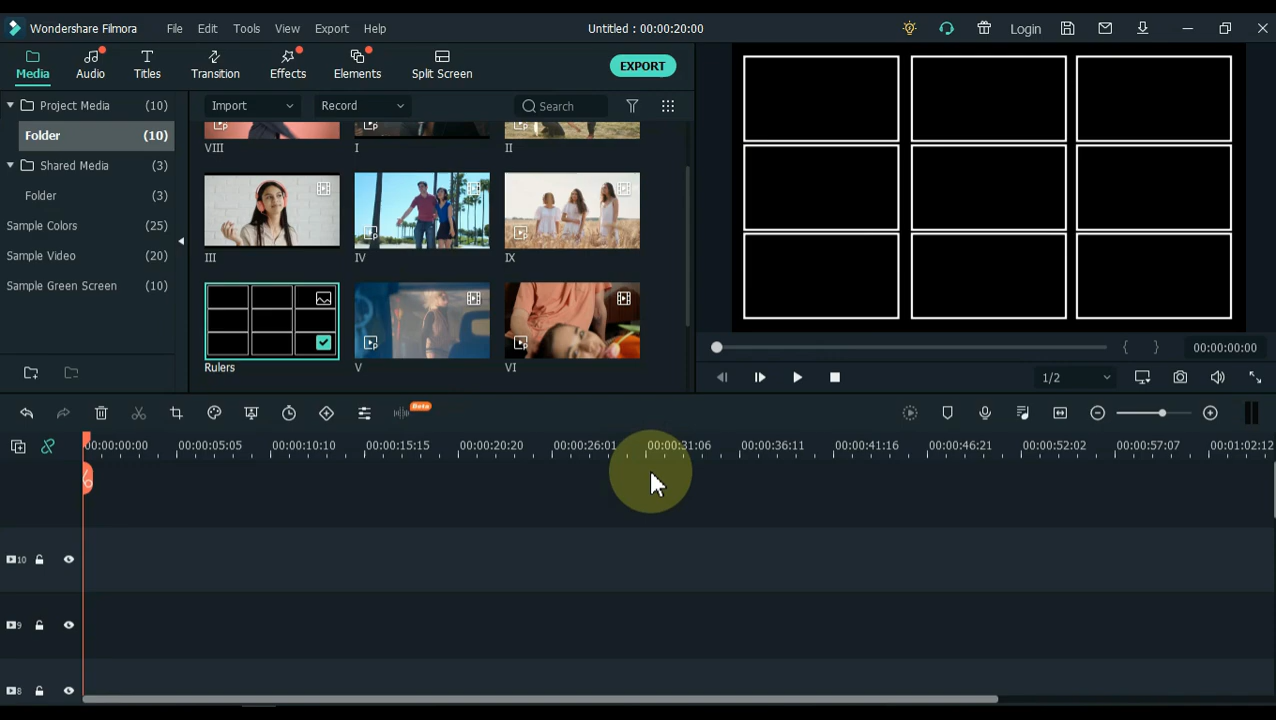 Wondershare Filmora File Edit Tools View Export Help Untitled : 00:00:20:00 Login
Media Audio Titles Transition Effects Elements Split Screen EXPORT
Project Media (10)
Folder (10)
Shared Media (3)
Folder (3)
Sample Colors (25)
Sample Video (20)
Sample Green Screen (10)
Import Record Search
VIII I II
III IV IX
Rulers V VI
{ } 00:00:00:00
1/2
Beta
00:00:00:00 00:00:05:05 00:00:10:10 00:00:15:15 00:00:20:20 00:00:26:01 00:00:31:06 00:00:36:11 00:00:41:16 00:00:46:21 00:00:52:02 00:00:57:07 00:01:02:12
10
9
8